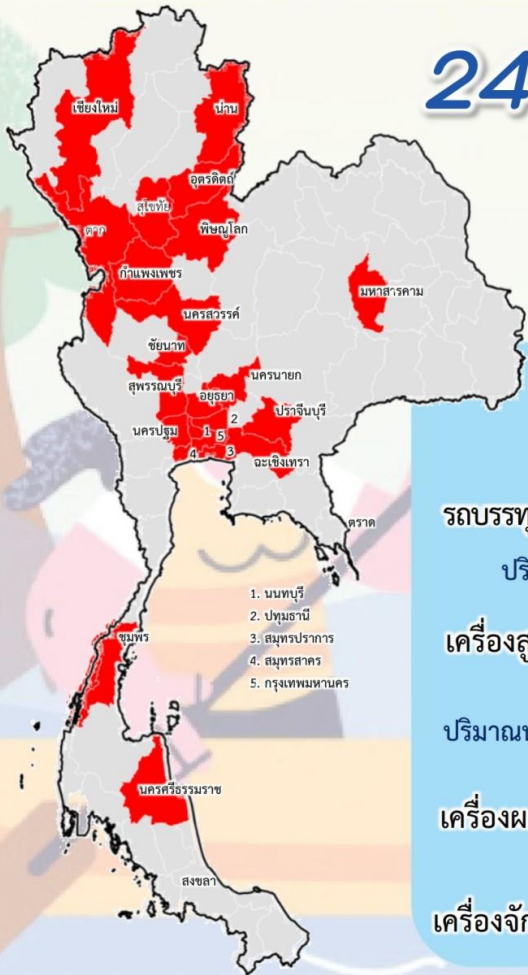 24
เชียงใหม่
น่าน
อุตรดิตถ์
สุโขทัย
ตาก
พิษณุโลก
กำแพงเพชร
มหาสารคาม
นครสวรรค์
ชัยนาท
สุพรรณบุรี
นครนายก
อยุธยา
2
ปราจีนบุรี
นครปฐม
1
5
4
3
ฉะเชิงเทรา
ตราด
รถบรรทุ
ปริ
1. นนทบุรี
2. ปทุมธานี
3. สมุทรปราการ
4. สมุทรสาคร
5. กรุงเทพมหานคร
ชุมพร
เครื่องสู
ปริมาณ
นครศรีธรรมราช
เครื่องผ
สงขลา
เครื่องจัก